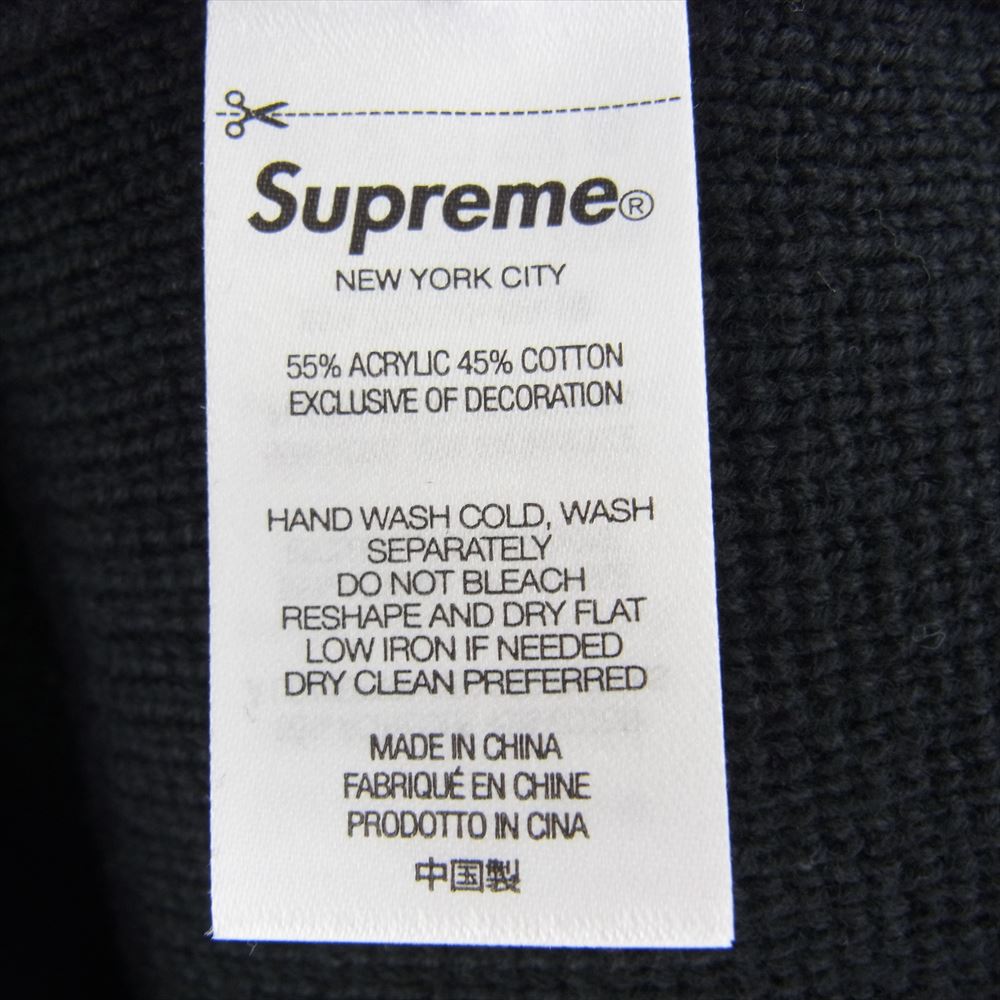 Supreme®
NEW YORK CITY
55% ACRYLIC 45% COTTON
EXCLUSIVE OF DECORATION
HAND WASH COLD, WASH
SEPARATELY
DO NOT BLEACH
RESHAPE AND DRY FLAT
LOW IRON IF NEEDED
DRY CLEAN PREFERRED
MADE IN CHINA
FABRIQUÉ EN CHINE
PRODOTTO IN CINA
中国製